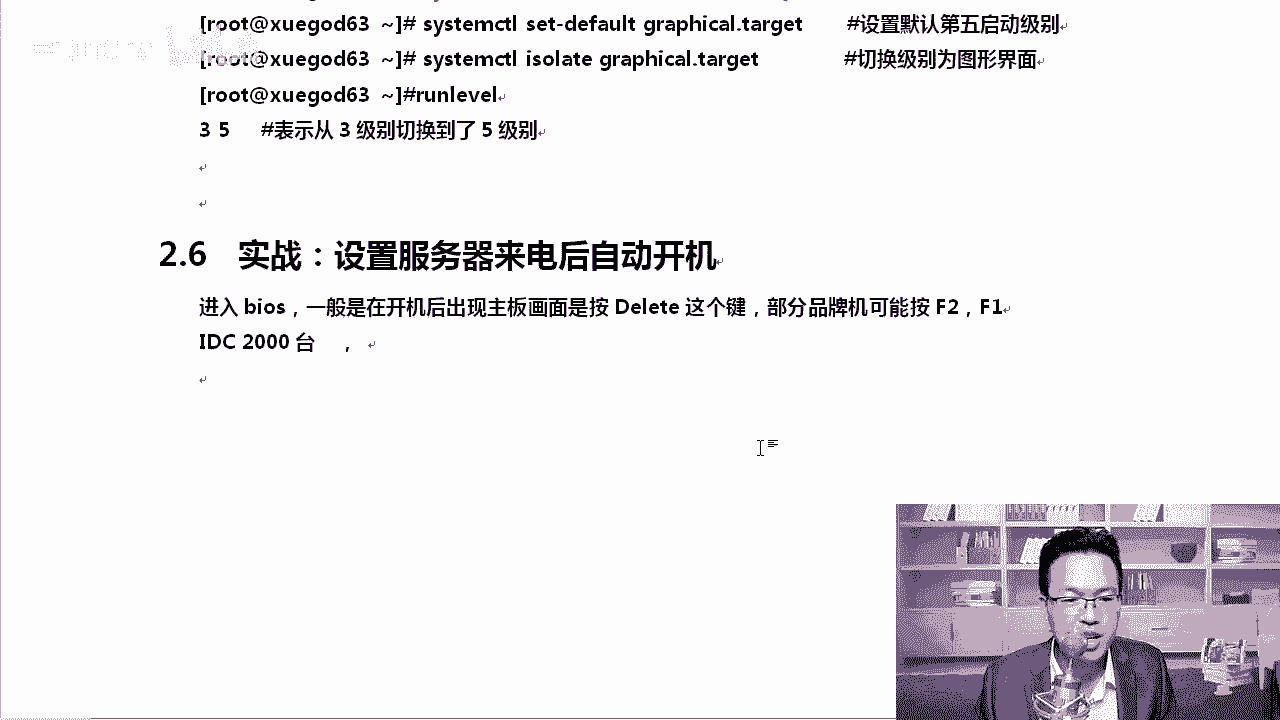 [root@xuegod63 ~]# systemctl set-default graphical.target #设置默认第五启动级别
[root@xuegod63 ~]# systemctl isolate graphical.target #切换级别为图形界面
[root@xuegod63 ~]#runlevel
3 5 #表示从 3 级别切换到了 5 级别
2.6 实战：设置服务器来电后自动开机
进入 bios，一般是在开机后出现主板画面是按 Delete 这个键，部分品牌机可能按 F2，F1
IDC 2000 台 ，